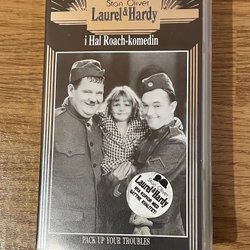 Stan Oliver
Laurel & Hardy
i Hal Roach-komedin
Laurel & Hardy
PACK UP YOUR TROUBLES